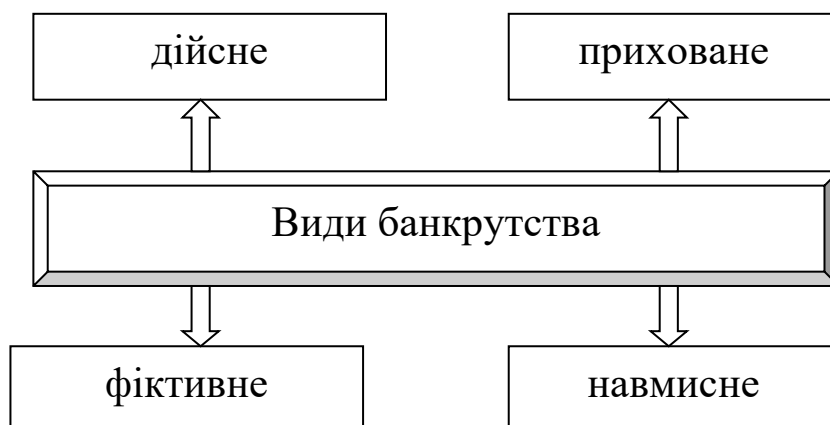 дійсне
приховане
Види банкрутства
фіктивне
навмисне